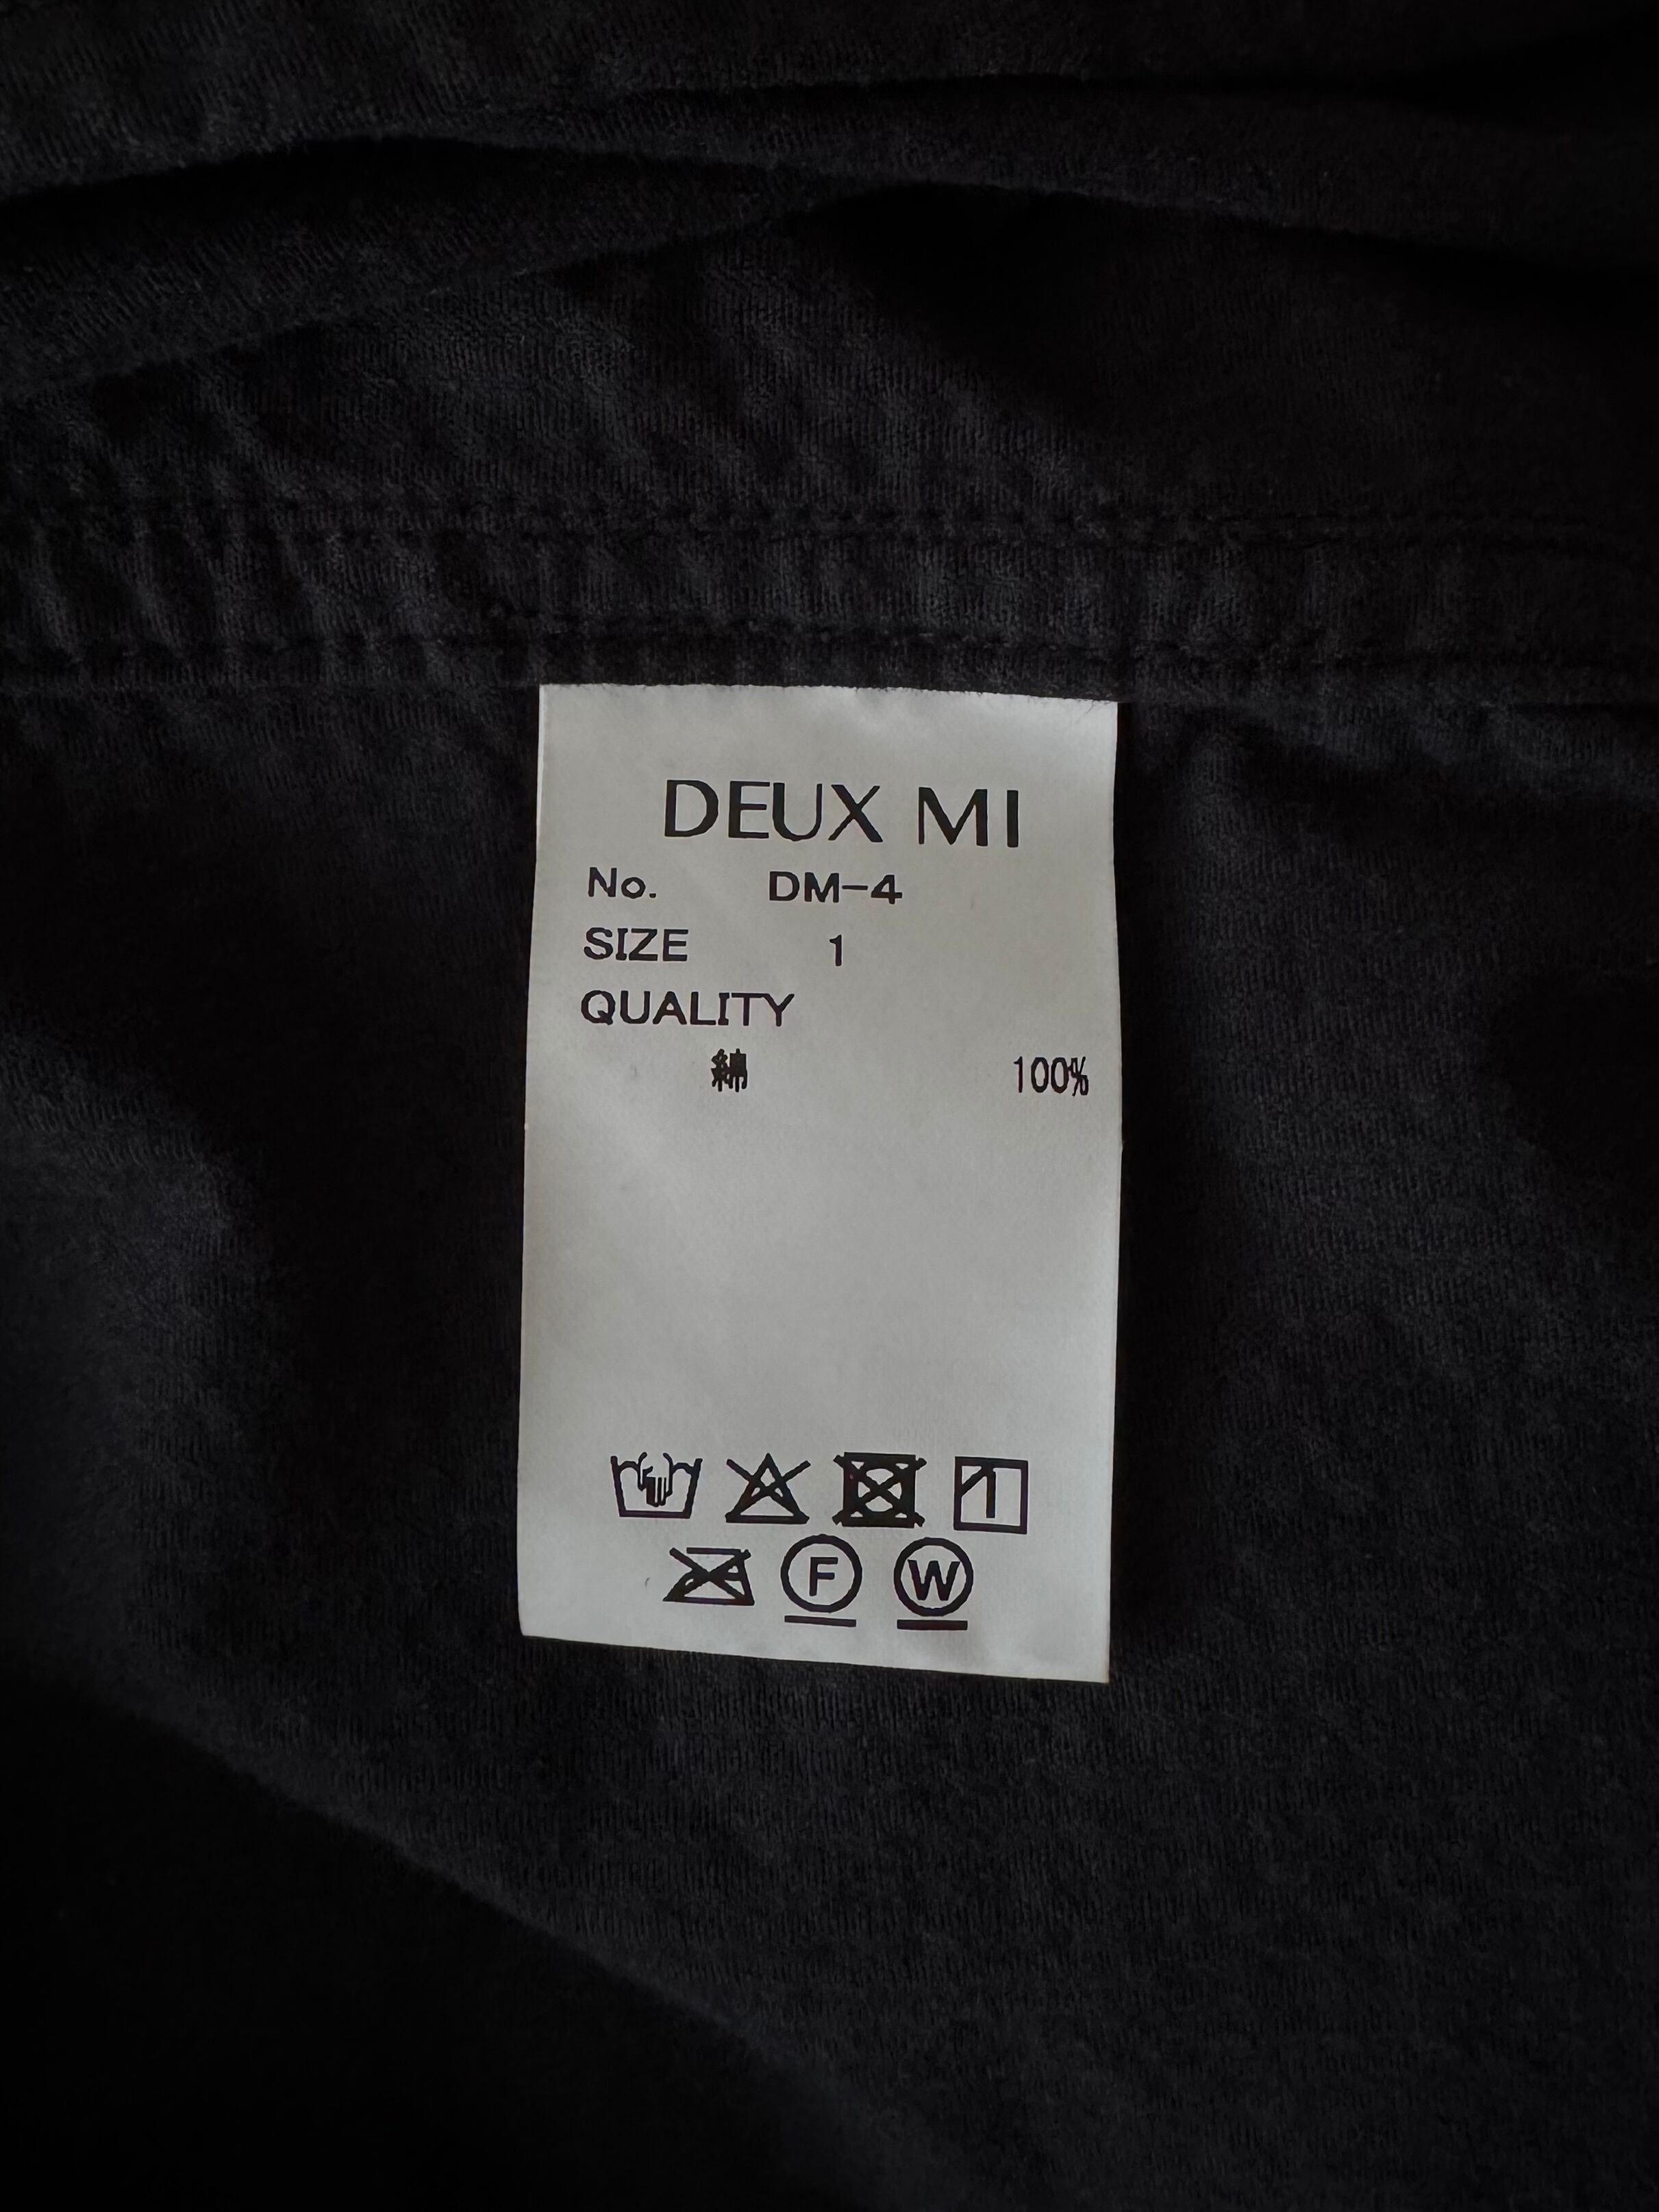 DEUX MI
No. DM-4
SIZE 1
QUALITY
綿 100%
F W